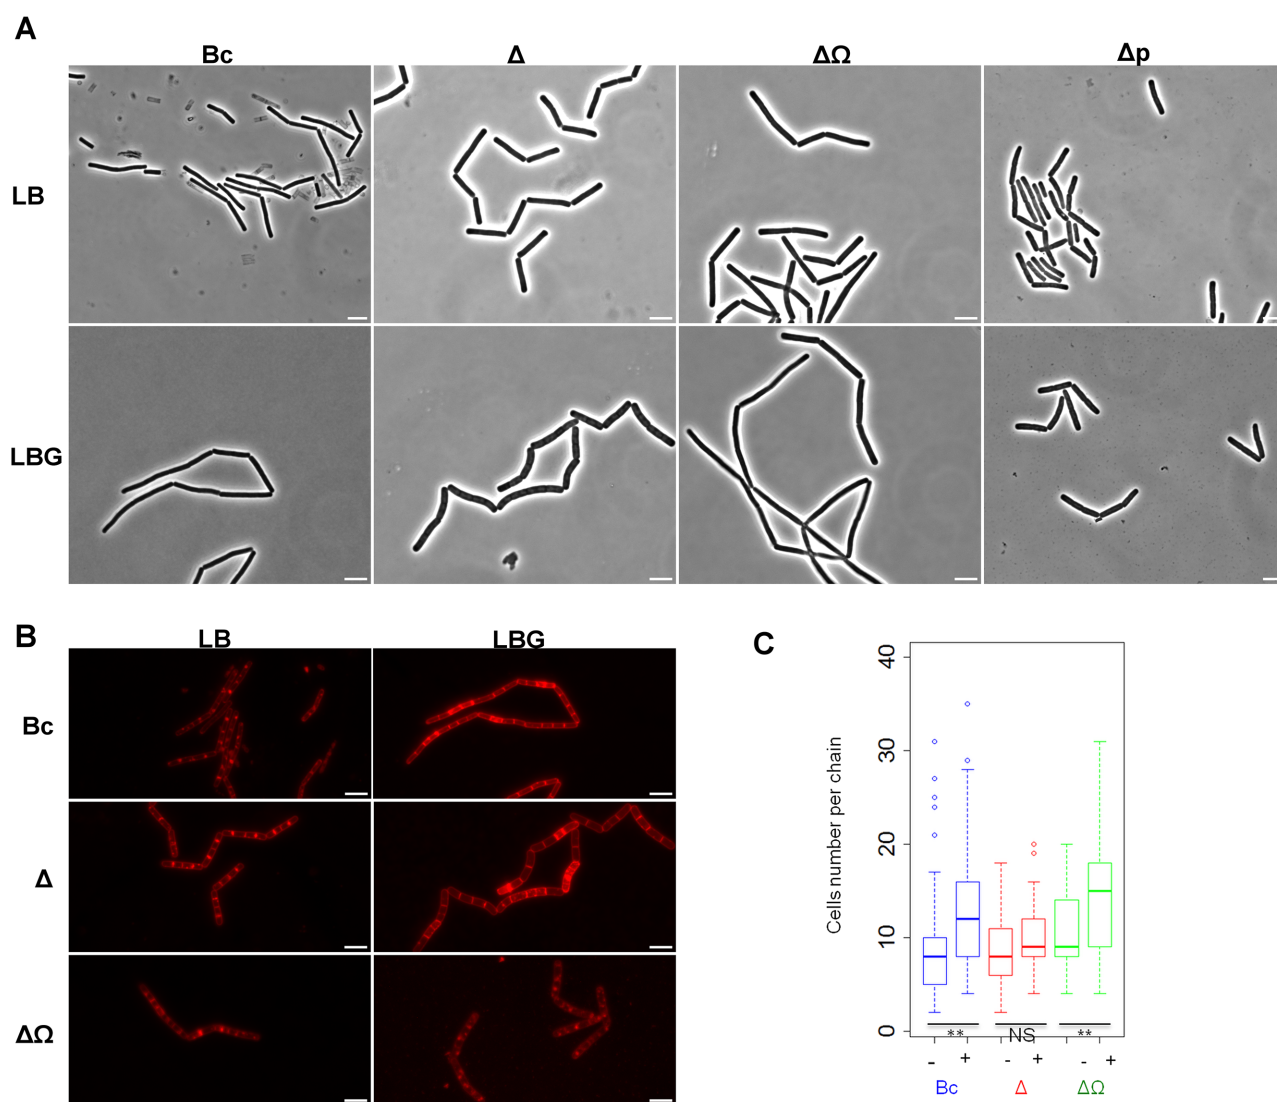 A
Bc Δ ΔΩ Δp
LB
LBG
B
LB LBG
Bc
Δ
ΔΩ
C
Cells number per chain
40
30
20
10
0
** NS **
- + - + - +
Bc Δ ΔΩ